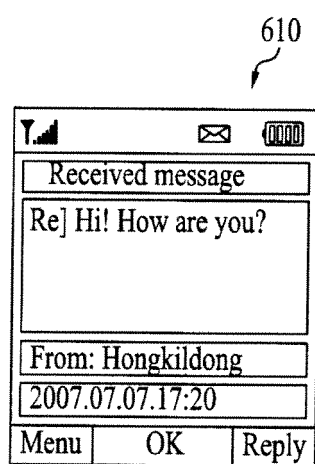 610
Received message
Re] Hi! How are you?
From: Hongkildong
2007.07.07.17:20
Menu OK Reply